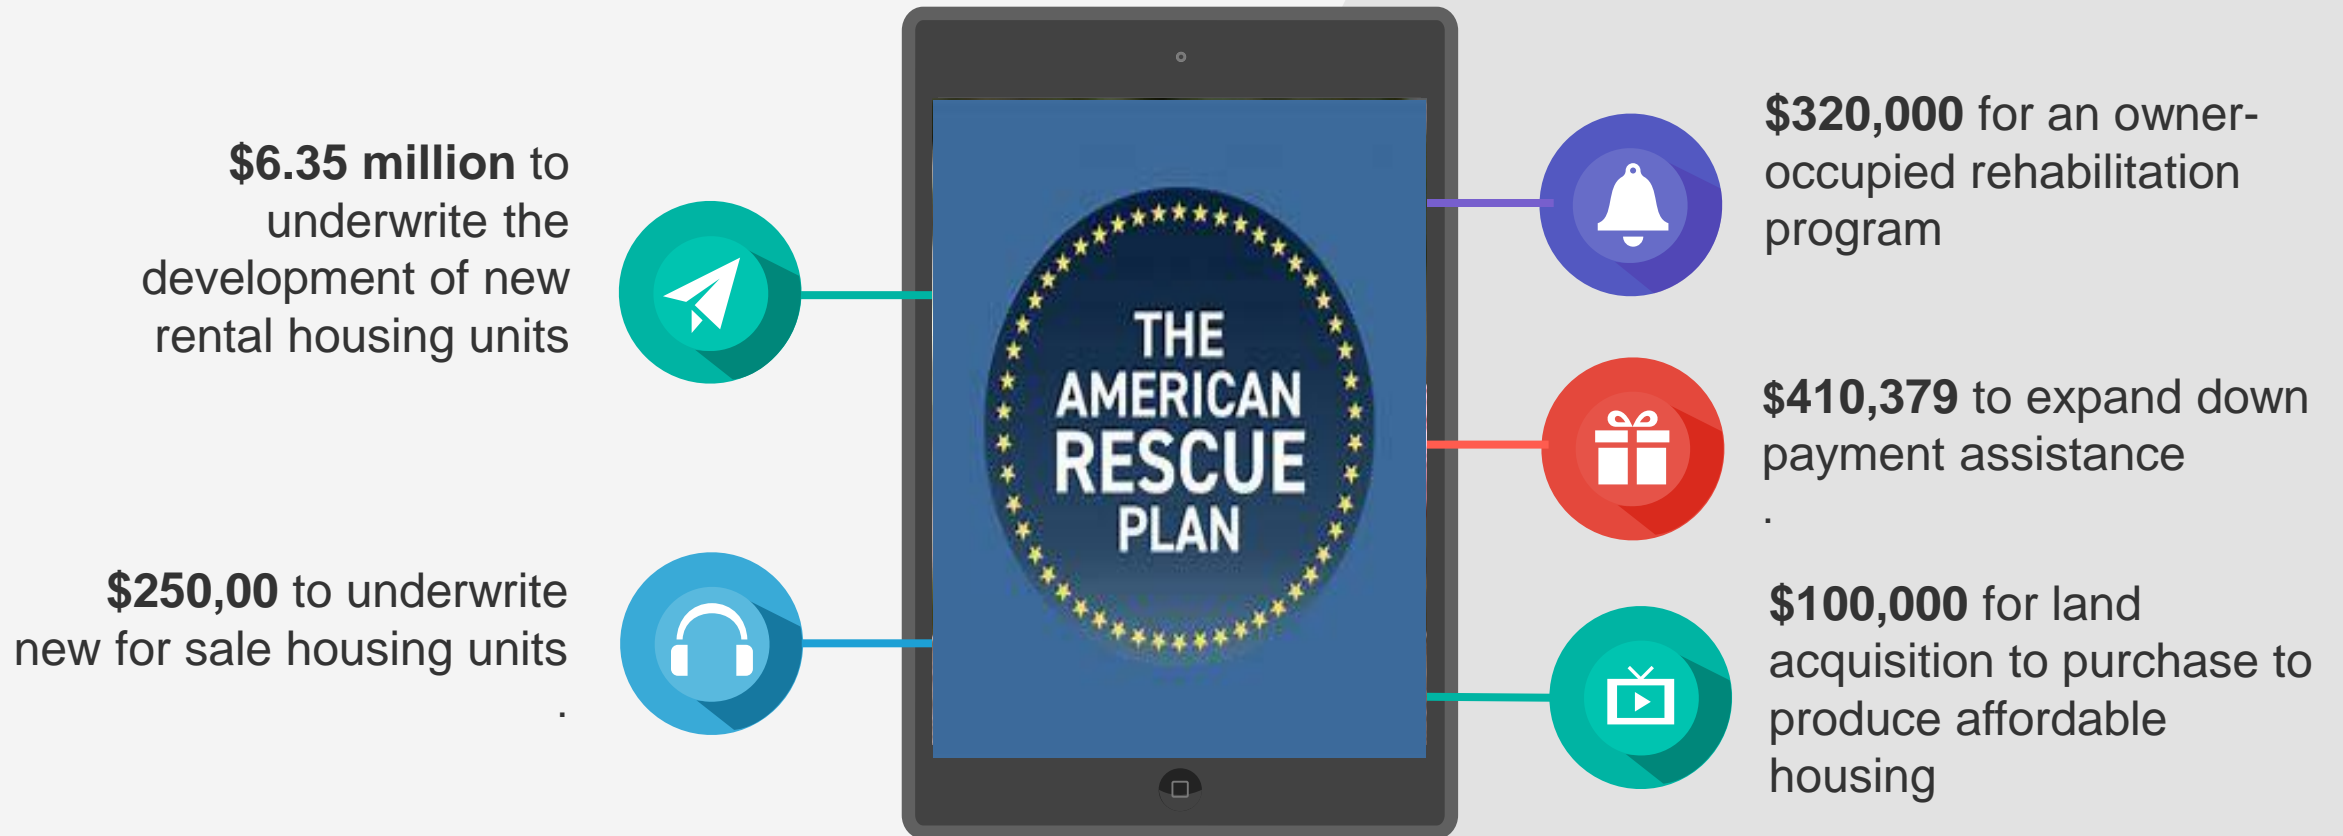 $6.35 million to
underwrite the
development of new
rental housing units
$250,00 to underwrite
new for sale housing units
.
THE
AMERICAN
RESCUE
PLAN
$320,000 for an owner-
occupied rehabilitation
program
$410,379 to expand down
payment assistance
.
$100,000 for land
acquisition to purchase to
produce affordable
housing